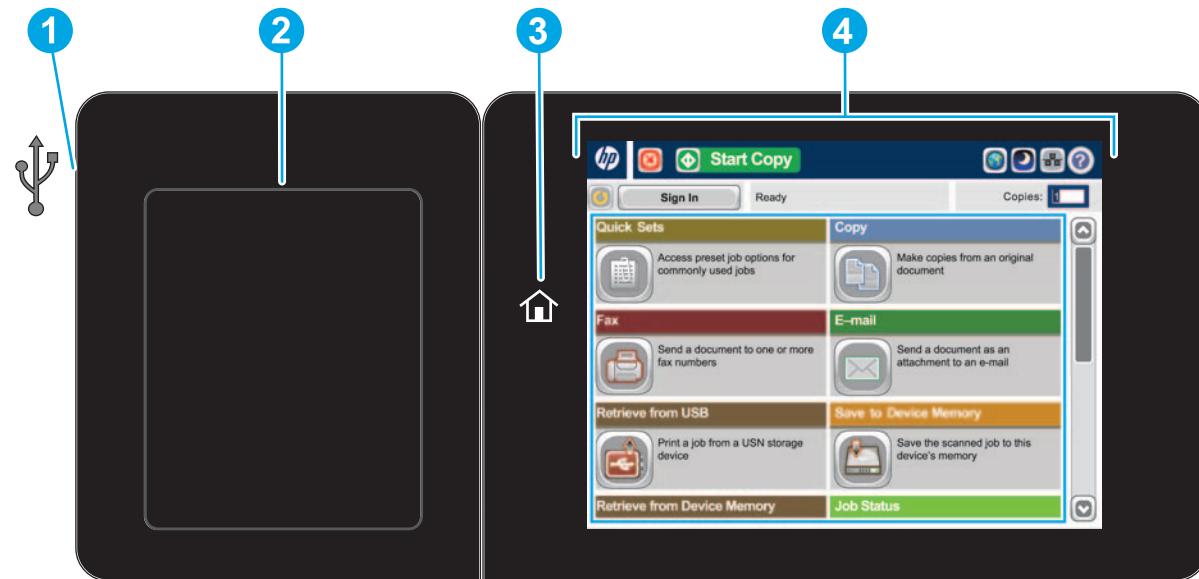 1 2 3 4
hp Start Copy ?
Sign In Ready Copies: 1
Quick Sets
Access preset job options for
commonly used jobs
Copy
Make copies from an original
document
Fax
Send a document to one or more
fax numbers
E–mail
Send a document as an
attachment to an e-mail
Retrieve from USB
Print a job from a USN storage
device
Save to Device Memory
Save the scanned job to this
device's memory
Retrieve from Device Memory
Job Status